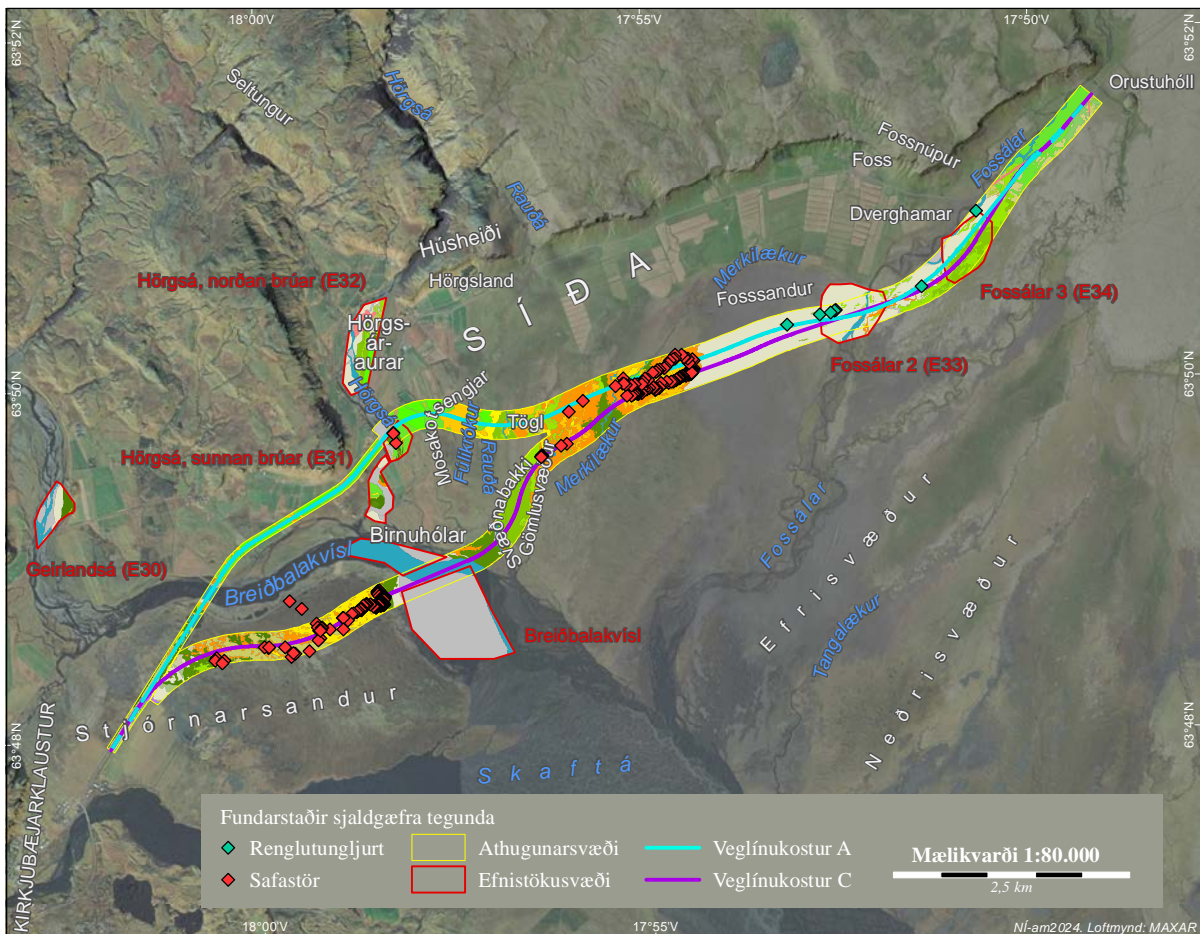 18°00'V
17°55'V
17°50'V
63°52'N
63°52'N
Orustuhóll
Seltungur
Hörgsá
Fossnúpur
Foss
Fossálar
Rauðá
Dverghamar
Húsheiði
Merkilækur
Hörgsland
Hörgsá, norðan brúar (E32)
Fosssandur
Fossálar 3 (E34)
SÍÐA
Hörgs-
ár-
aurar
Fossálar 2 (E33)
63°50'N
63°50'N
Hörgsá
Mosakotsengjar
Fúlikrókur
Rauðá
Tögl
Hörgsá, sunnan brúar (E31)
Merkilækur
Svæðnabakki
Gömlusvæður
Fossálar
Efrisvæður
Birnuhólar
Geirlandsá (E30)
Breiðbalakvísl
Tangalækur
Neðrisvæður
Breiðbalakvísl
Stjórnarsandur
63°48'N
63°48'N
KIRKJUBÆJARKLAUSTUR
Skaftá
Fundarstaðir sjaldgæfra tegunda
Renglutungljurt
Athugunarsvæði
Veglínukostur A
Mælikvarði 1:80.000
Safastör
Efnistökusvæði
Veglínukostur C
2,5 km
18°00'V
17°55'V
NÍ-am2024. Loftmynd: MAXAR